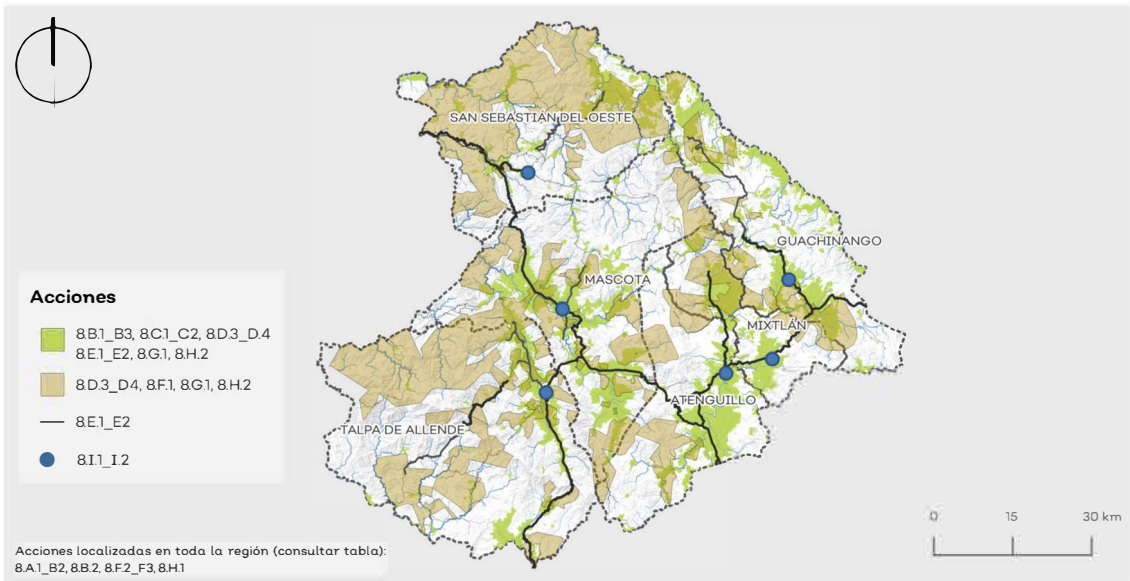 SAN SEBASTIÁN DEL OESTE
GUACHINANGO
MASCOTA
MIXTLÁN
ATENGUILLO
TALPA DE ALLENDE
Acciones
8.B.1_B3, 8.C.1_C2, 8.D.3_D.4
8.E.1_E2, 8.G.1, 8.H.2
8.D.3_D4, 8.F.1, 8.G.1, 8.H.2
8.E.1_E2
8.I.1_I.2
0 15 30 km
Acciones localizadas en toda la región (consultar tabla):
8.A.1_B2, 8.B.2, 8.F.2_F3, 8.H.1